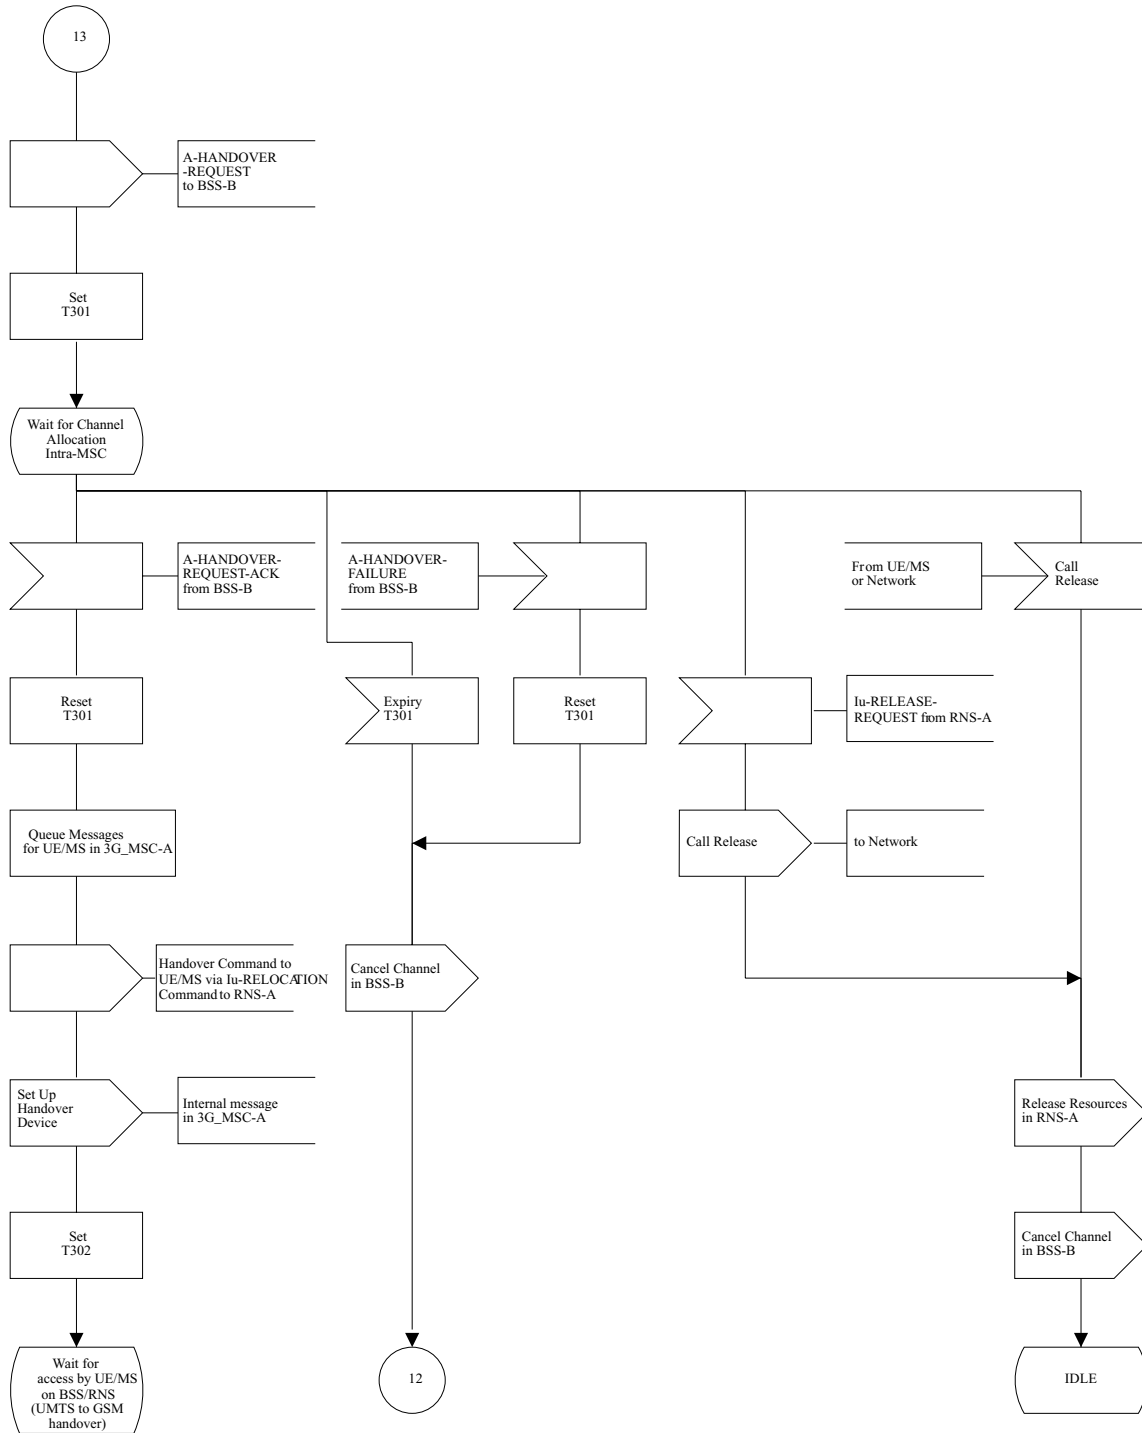 13
A-HANDOVER
-REQUEST
to BSS-B
Set
T301
Wait for Channel
Allocation
Intra-MSC
A-HANDOVER-
REQUEST-ACK
from BSS-B
A-HANDOVER-
FAILURE
from BSS-B
From UE/MS
or Network
Call
Release
Reset
T301
Expiry
T301
Reset
T301
Iu-RELEASE-
REQUEST from RNS-A
Queue Messages
for UE/MS in 3G_MSC-A
Call Release
to Network
Handover Command to
UE/MS via Iu-RELOCATION
Command to RNS-A
Cancel Channel
in BSS-B
Set Up
Handover
Device
Internal message
in 3G_MSC-A
Release Resources
in RNS-A
Set
T302
Cancel Channel
in BSS-B
Wait for
access by UE/MS
on BSS/RNS
(UMTS to GSM
handover)
12
IDLE